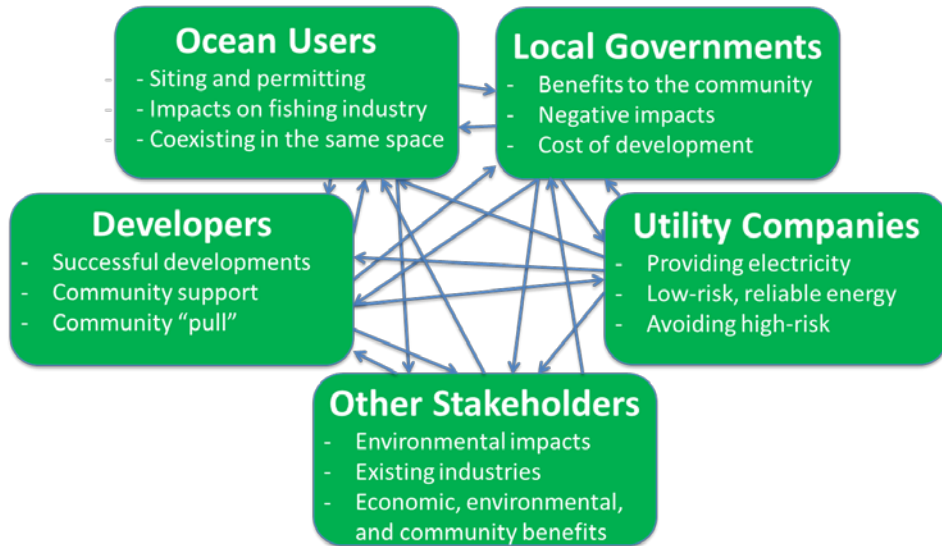 Ocean Users
- Siting and permitting
- Impacts on fishing industry
- Coexisting in the same space
Local Governments
- Benefits to the community
- Negative impacts
- Cost of development
Developers
- Successful developments
- Community support
- Community “pull”
Utility Companies
- Providing electricity
- Low-risk, reliable energy
- Avoiding high-risk
Other Stakeholders
- Environmental impacts
- Existing industries
- Economic, environmental,
and community benefits